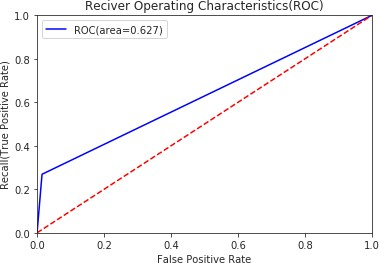 Reciver Operating Characteristics(ROC)
ROC(area=0.627)
Recall(True Positive Rate)
1.0
0.8
0.6
0.4
0.2
0.0
0.0 0.2 0.4 0.6 0.8 1.0
False Positive Rate